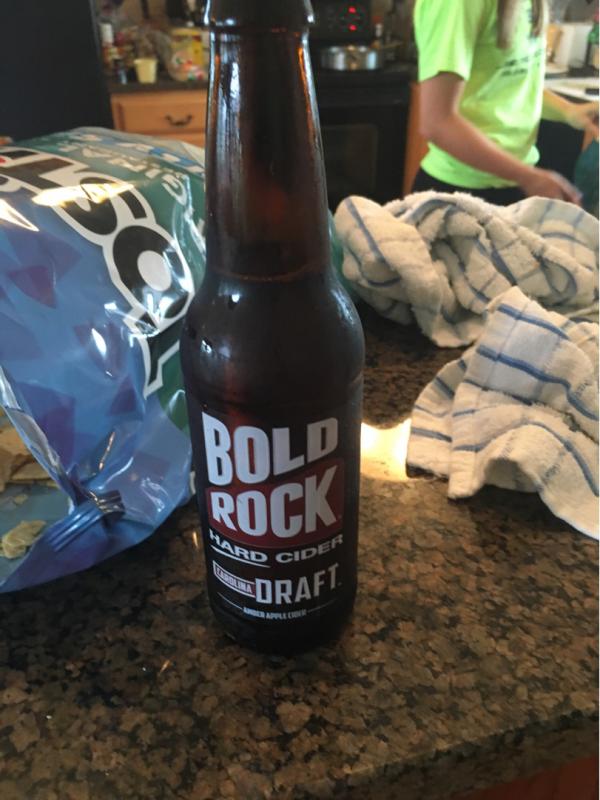 BOLD
ROCK
HARD CIDER
CAROLINA DRAFT
AMBER APPLE CIDER